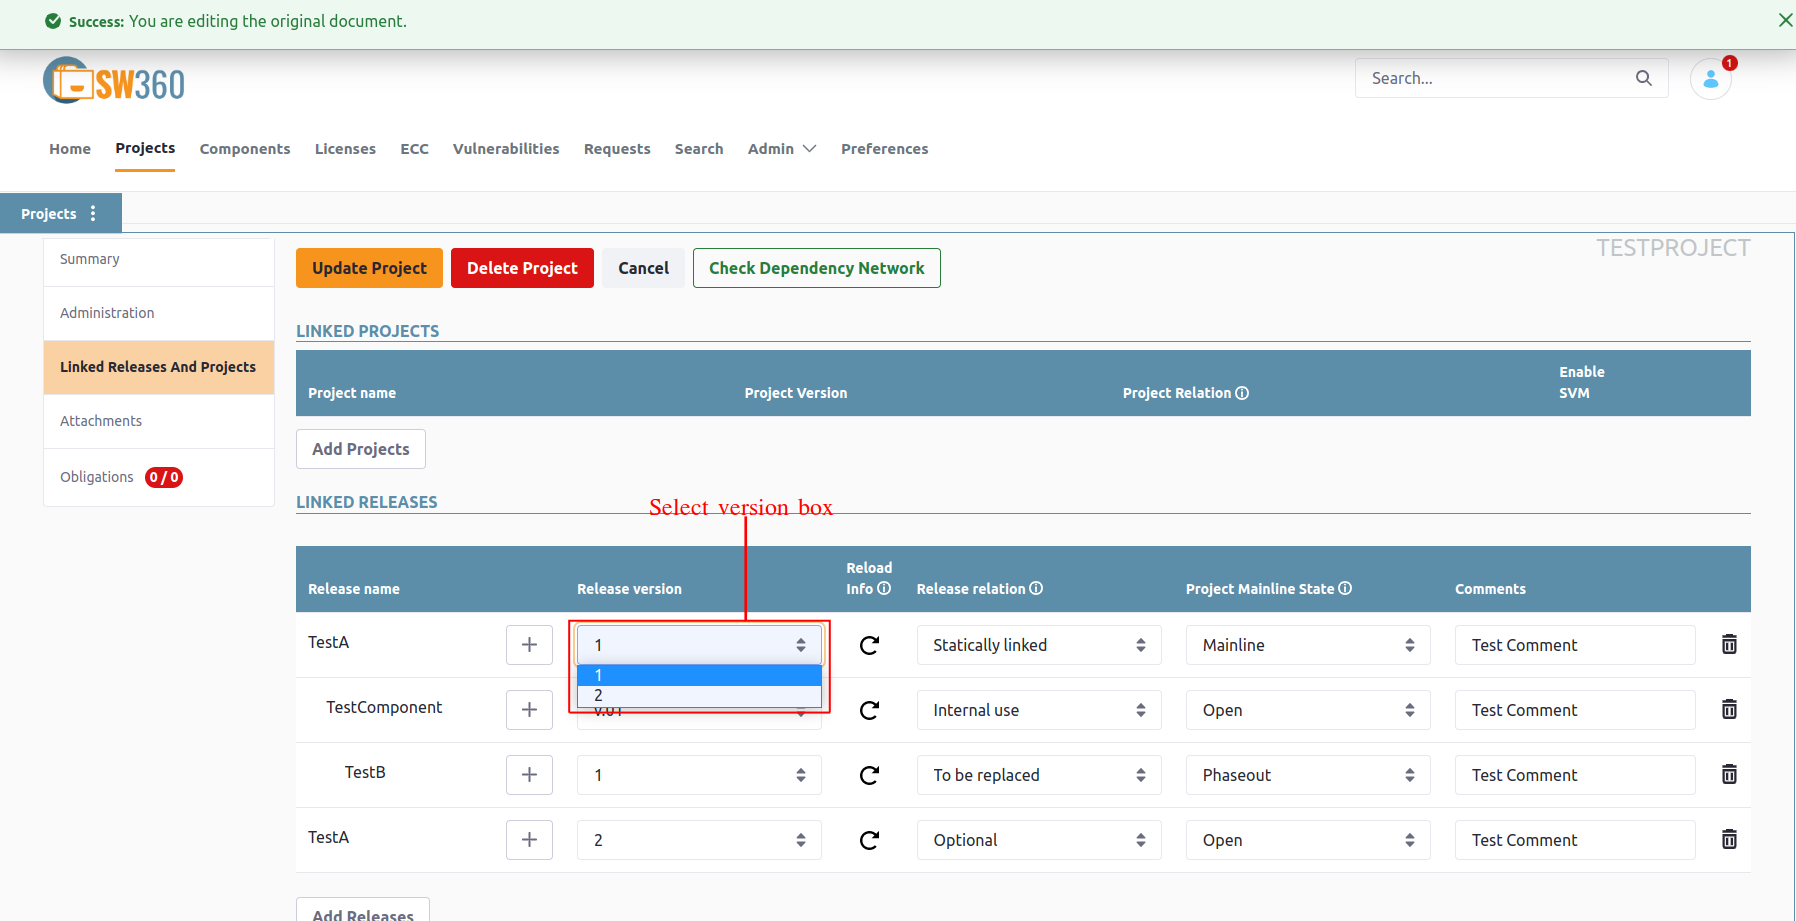 Success: You are editing the original document.
SW360
Search...
1
Home Projects Components Licenses ECC Vulnerabilities Requests Search Admin Preferences
Projects
TESTPROJECT
Summary
Administration
Linked Releases And Projects
Attachments
Obligations 0 / 0
Update Project Delete Project Cancel Check Dependency Network
LINKED PROJECTS
Project name Project Version Project Relation Enable SVM
Add Projects
LINKED RELEASES
Select version box
Release name Release version Reload Info Release relation Project Mainline State Comments
TestA 1 Statically linked Mainline Test Comment
1
2
TestComponent v.01 Internal use Open Test Comment
TestB 1 To be replaced Phaseout Test Comment
TestA 2 Optional Open Test Comment
Add Releases